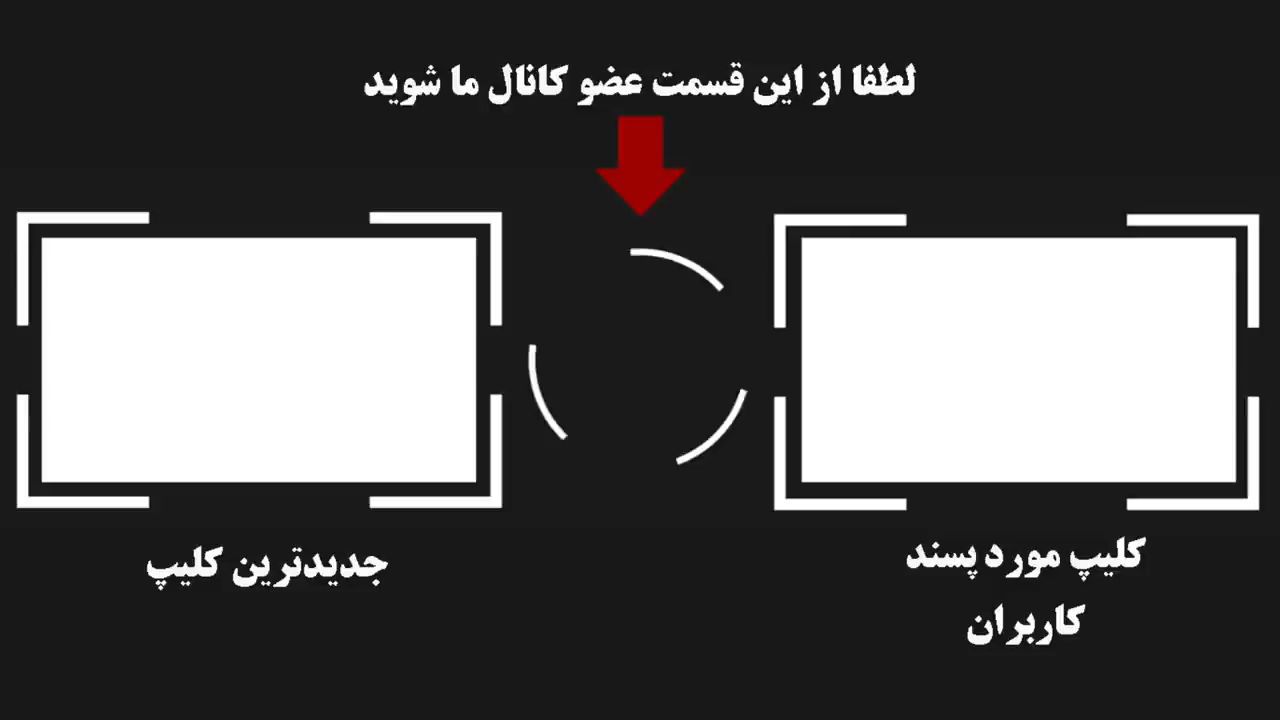 لطفا از این قسمت عضو کانال ما شوید
کلیپ مورد پسند
کاربران
جدیدترین کلیپ